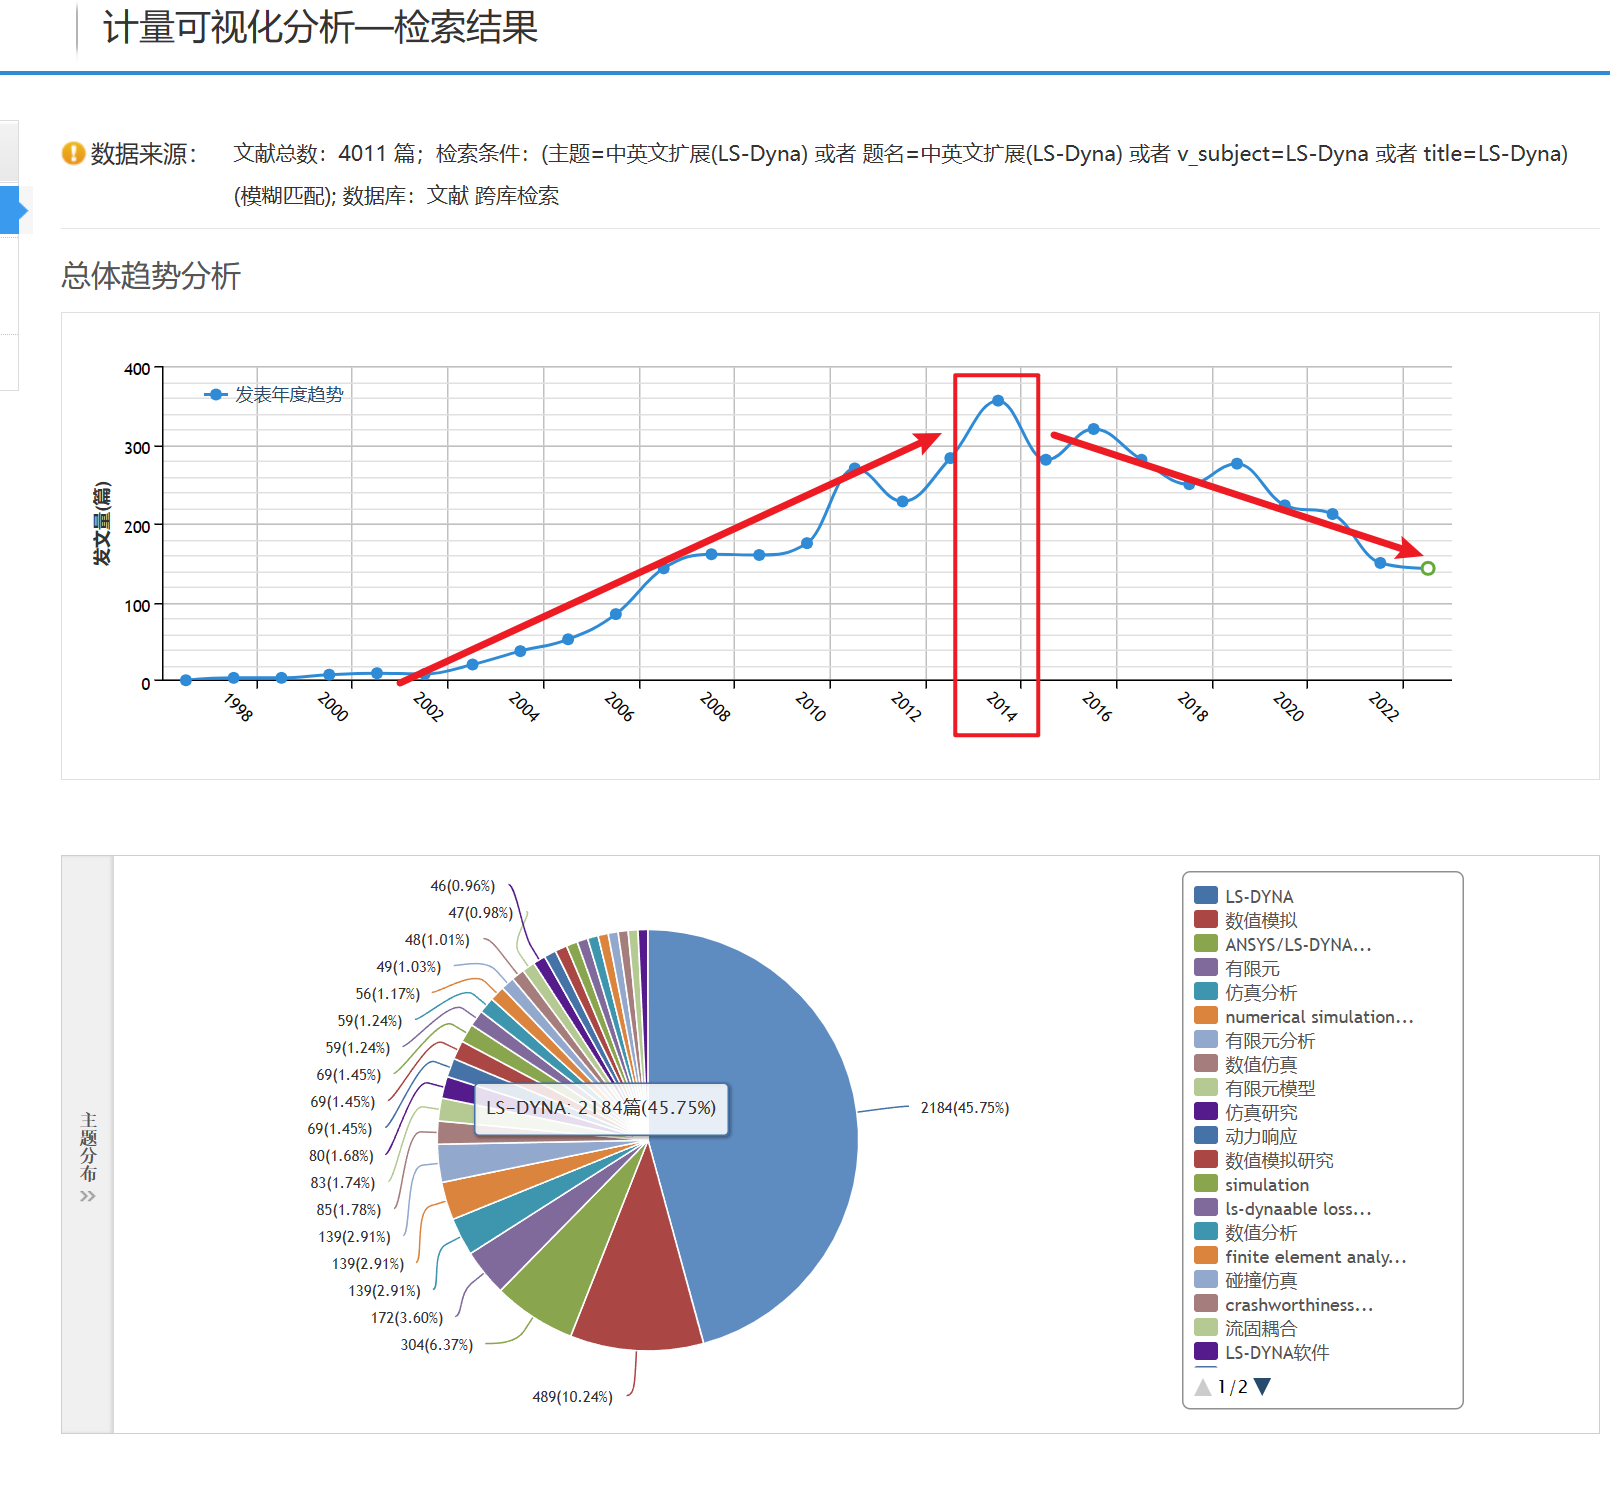 计量可视化分析—检索结果
数据来源：
文献总数：4011 篇；检索条件：(主题=中英文扩展(LS-Dyna) 或者 题名=中英文扩展(LS-Dyna) 或者 v_subject=LS-Dyna 或者 title=LS-Dyna)
(模糊匹配); 数据库：文献 跨库检索
总体趋势分析
发表年度趋势
发文量(篇)
400
300
200
100
0
1998
2000
2002
2004
2006
2008
2010
2012
2014
2016
2018
2020
2022
主题分布
46(0.96%)
47(0.98%)
48(1.01%)
49(1.03%)
56(1.17%)
59(1.24%)
59(1.24%)
69(1.45%)
69(1.45%)
69(1.45%)
80(1.68%)
83(1.74%)
85(1.78%)
139(2.91%)
139(2.91%)
139(2.91%)
172(3.60%)
304(6.37%)
489(10.24%)
LS-DYNA: 2184篇(45.75%)
2184(45.75%)
LS-DYNA
数值模拟
ANSYS/LS-DYNA...
有限元
仿真分析
numerical simulation...
有限元分析
数值仿真
有限元模型
仿真研究
动力响应
数值模拟研究
simulation
ls-dynaable loss...
数值分析
finite element analy...
碰撞仿真
crashworthiness...
流固耦合
LS-DYNA软件
1/2